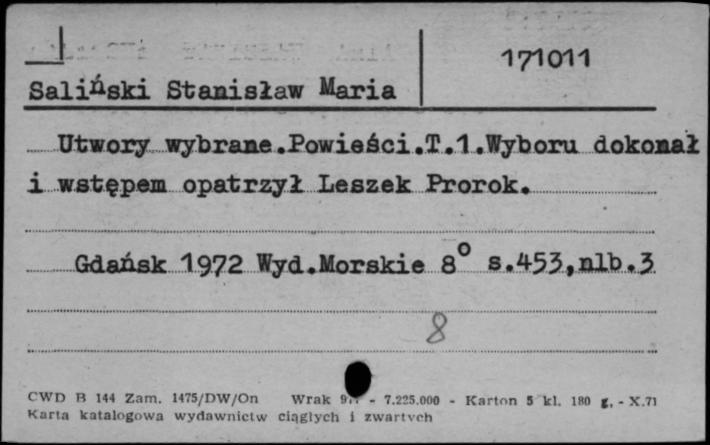 171011
Saliński Stanisław Maria
Utwory wybrane.Powieści.T.1.Wyboru dokonał
i wstępem opatrzył Leszek Prorok.
Gdańsk 1972 Wyd.Morskie 8° s.453,nlb.3
8
CWD B 144 Zam. 1475/DW/On Wrak - 7.225.000 - Karton 5 kl. 180 g. - X.71
Karta katalogowa wydawnictw ciągłych i zwartych